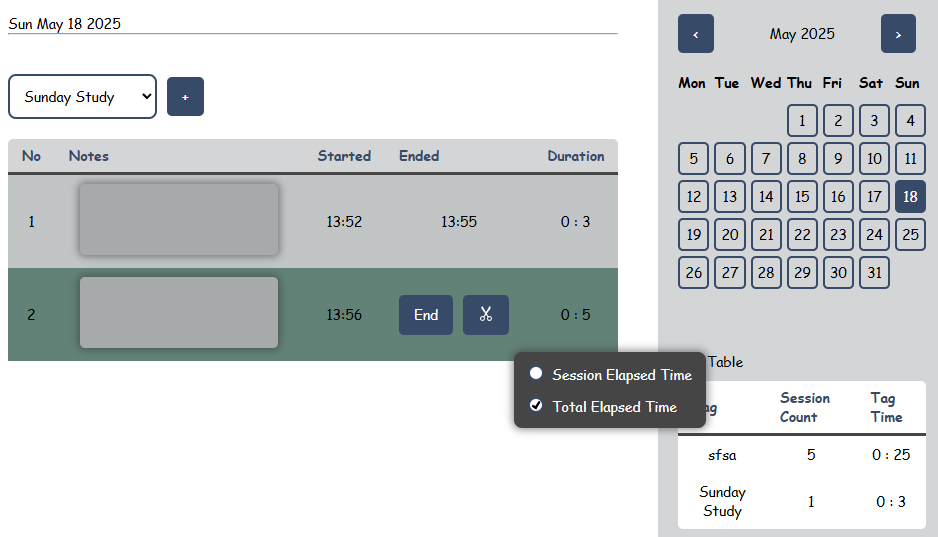 Sun May 18 2025
Sunday Study
+
No Notes Started Ended Duration
1 13:52 13:55 0 : 3
2 13:56 End 0 : 5
Session Elapsed Time
Total Elapsed Time
< May 2025 >
Mon Tue Wed Thu Fri Sat Sun
1 2 3 4
5 6 7 8 9 10 11
12 13 14 15 16 17 18
19 20 21 22 23 24 25
26 27 28 29 30 31
Table
ag Session Tag
Count Time
sfsa 5 0 : 25
Sunday
Study 1 0 : 3